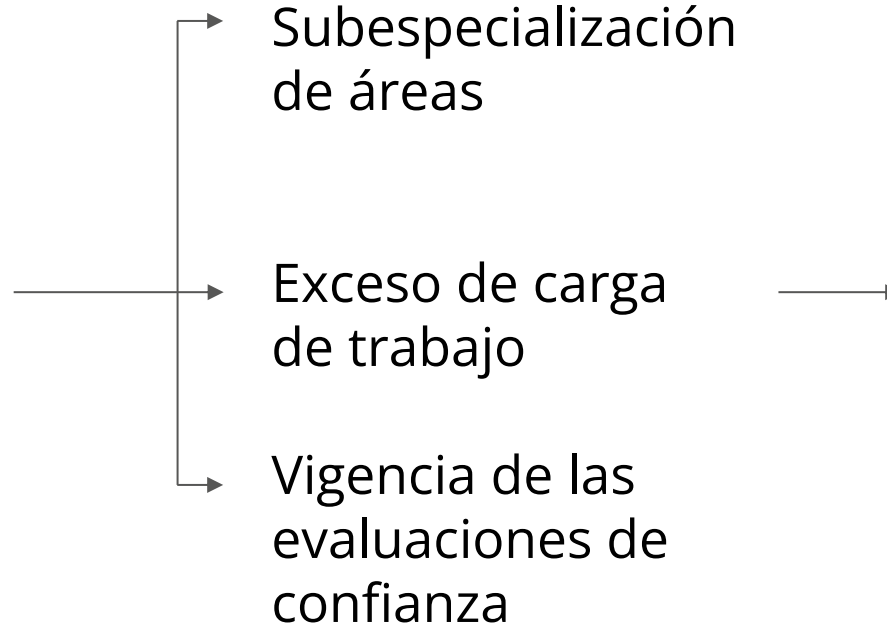 Subespecialización
de áreas
Exceso de carga
de trabajo
Vigencia de las
evaluaciones de
confianza